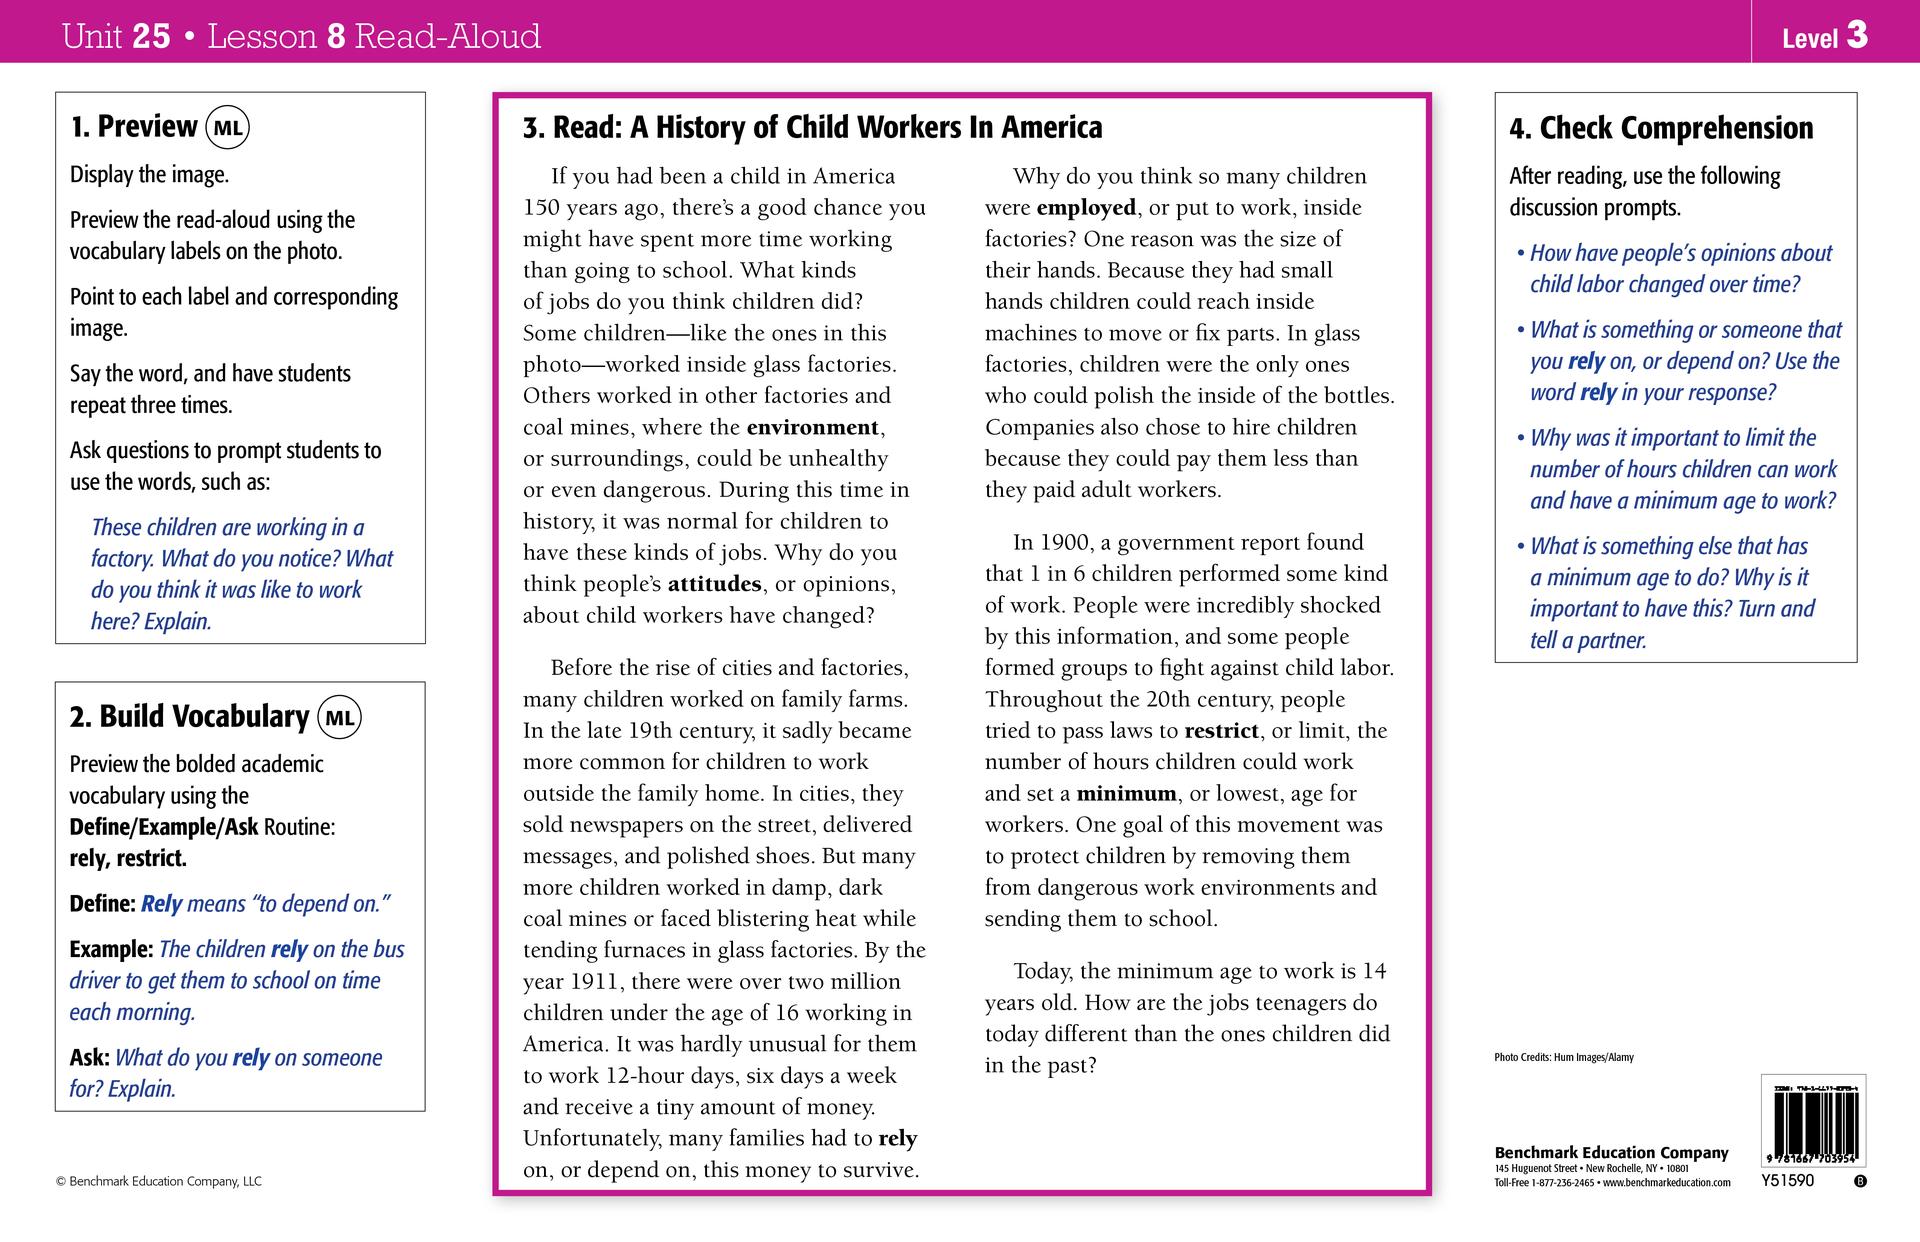 Unit 25 • Lesson 8 Read-Aloud
Level 3
1. Preview ML
Display the image.
Preview the read-aloud using the
vocabulary labels on the photo.
Point to each label and corresponding
image.
Say the word, and have students
repeat three times.
Ask questions to prompt students to
use the words, such as:
These children are working in a
factory. What do you notice? What
do you think it was like to work
here? Explain.
2. Build Vocabulary ML
Preview the bolded academic
vocabulary using the
Define/Example/Ask Routine:
rely, restrict.
Define: Rely means “to depend on.”
Example: The children rely on the bus
driver to get them to school on time
each morning.
Ask: What do you rely on someone
for? Explain.
© Benchmark Education Company, LLC
3. Read: A History of Child Workers In America
If you had been a child in America
150 years ago, there’s a good chance you
might have spent more time working
than going to school. What kinds
of jobs do you think children did?
Some children—like the ones in this
photo—worked inside glass factories.
Others worked in other factories and
coal mines, where the environment,
or surroundings, could be unhealthy
or even dangerous. During this time in
history, it was normal for children to
have these kinds of jobs. Why do you
think people’s attitudes, or opinions,
about child workers have changed?
Before the rise of cities and factories,
many children worked on family farms.
In the late 19th century, it sadly became
more common for children to work
outside the family home. In cities, they
sold newspapers on the street, delivered
messages, and polished shoes. But many
more children worked in damp, dark
coal mines or faced blistering heat while
tending furnaces in glass factories. By the
year 1911, there were over two million
children under the age of 16 working in
America. It was hardly unusual for them
to work 12-hour days, six days a week
and receive a tiny amount of money.
Unfortunately, many families had to rely
on, or depend on, this money to survive.
Why do you think so many children
were employed, or put to work, inside
factories? One reason was the size of
their hands. Because they had small
hands children could reach inside
machines to move or fix parts. In glass
factories, children were the only ones
who could polish the inside of the bottles.
Companies also chose to hire children
because they could pay them less than
they paid adult workers.
In 1900, a government report found
that 1 in 6 children performed some kind
of work. People were incredibly shocked
by this information, and some people
formed groups to fight against child labor.
Throughout the 20th century, people
tried to pass laws to restrict, or limit, the
number of hours children could work
and set a minimum, or lowest, age for
workers. One goal of this movement was
to protect children by removing them
from dangerous work environments and
sending them to school.
Today, the minimum age to work is 14
years old. How are the jobs teenagers do
today different than the ones children did
in the past?
4. Check Comprehension
After reading, use the following
discussion prompts.
• How have people’s opinions about
child labor changed over time?
• What is something or someone that
you rely on, or depend on? Use the
word rely in your response?
• Why was it important to limit the
number of hours children can work
and have a minimum age to work?
• What is something else that has
a minimum age to do? Why is it
important to have this? Turn and
tell a partner.
Photo Credits: Hum Images/Alamy
Benchmark Education Company
145 Huguenot Street • New Rochelle, NY • 10801
Toll-Free 1-877-236-2465 • www.benchmarkeducation.com
9 781667 703954
Y51590
B